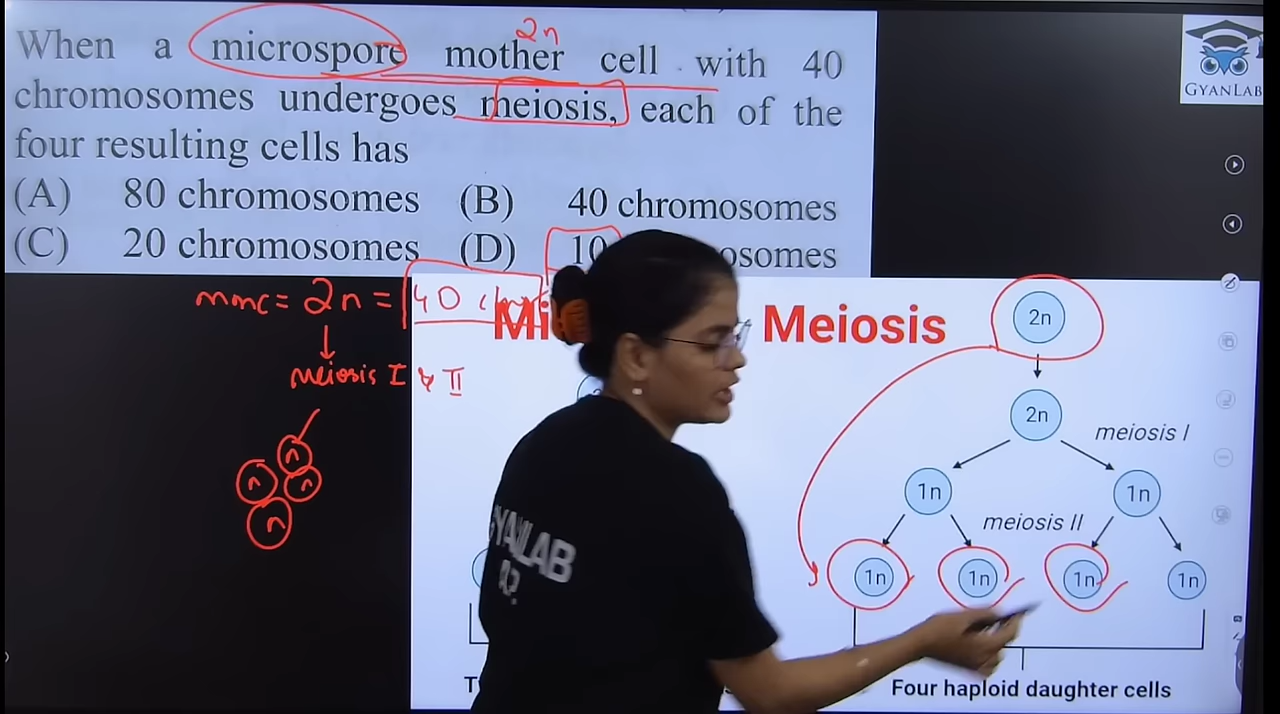 2n
When a microspore mother cell with 40
chromosomes undergoes meiosis, each of the
four resulting cells has
(A) 80 chromosomes (B) 40 chromosomes
(C) 20 chromosomes (D) 10 osomes
GYANLAB
mmc = 2n = 40
meiosis I & II
n
n
n
n
Mi
Meiosis
2n
2n
meiosis I
1n
1n
meiosis II
1n
1n
1n
1n
Four haploid daughter cells
GYANLAB